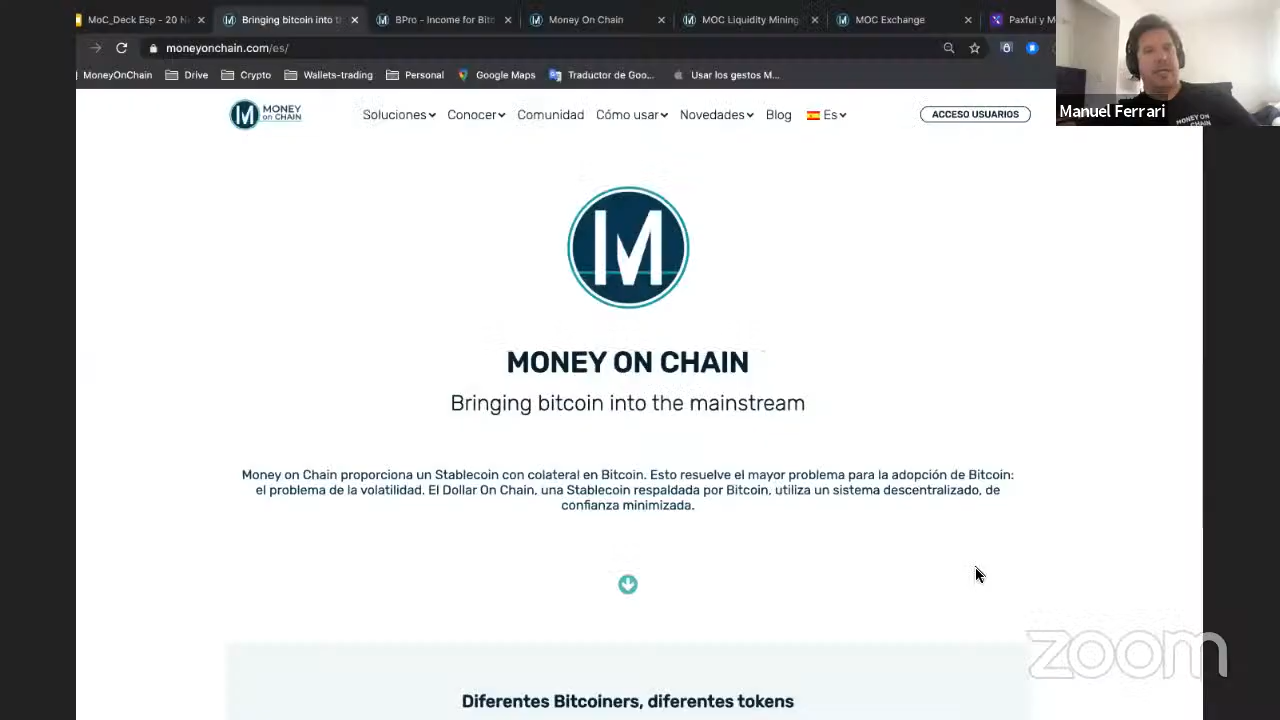 MoC_Deck Esp - 20 N
Bringing bitcoin into th
BPro - Income for Bitc
Money On Chain
MOC Liquidity Mining
MOC Exchange
Paxful y M
moneyonchain.com/es/
MoneyOnChain
Drive
Crypto
Wallets-trading
Personal
Google Maps
Traductor de Goo...
Usar los gestos M...
Manuel Ferrari
MONEY ON CHAIN
M MONEY
on CHAIN
Soluciones
Conocer
Comunidad
Cómo usar
Novedades
Blog
Es
ACCESO USUARIOS
M
MONEY ON CHAIN
Bringing bitcoin into the mainstream
Money on Chain proporciona un Stablecoin con colateral en Bitcoin. Esto resuelve el mayor problema para la adopción de Bitcoin:
el problema de la volatilidad. El Dollar On Chain, una Stablecoin respaldada por Bitcoin, utiliza un sistema descentralizado, de
confianza minimizada.
zoom
Diferentes Bitcoiners, diferentes tokens